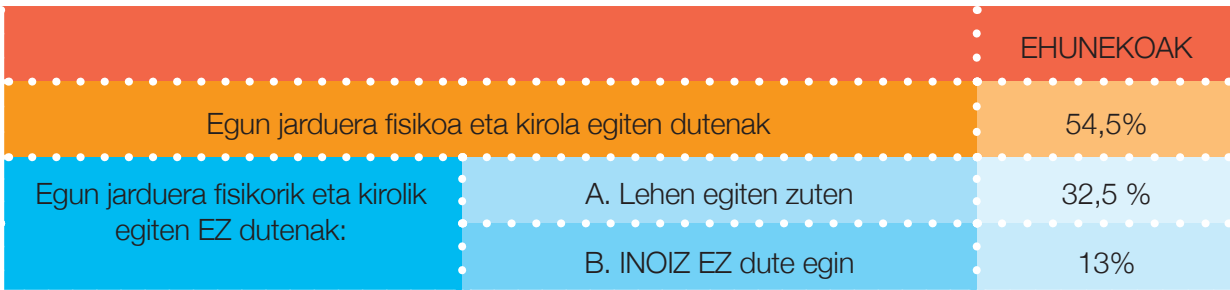 EHUNEKOAK
Egun jarduera fisikoa eta kirola egiten dutenak
54,5%
Egun jarduera fisikorik eta kirolik
egiten EZ dutenak:
A. Lehen egiten zuten
32,5 %
B. INOIZ EZ dute egin
13%